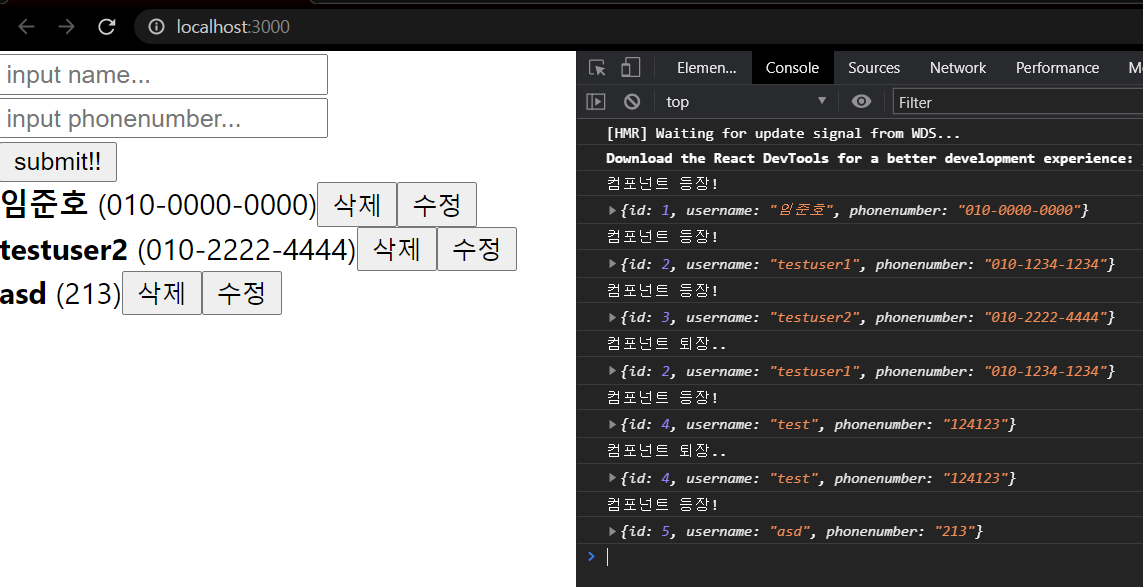 localhost:3000
input name...
input phonenumber...
submit!!
임준호 (010-0000-0000) 삭제 수정
testuser2 (010-2222-4444) 삭제 수정
asd (213) 삭제 수정
Elemen... Console Sources Network Performance M
top Filter
[HMR] Waiting for update signal from WDS...
Download the React DevTools for a better development experience:
컴포넌트 등장!
{id: 1, username: "임준호", phonenumber: "010-0000-0000"}
컴포넌트 등장!
{id: 2, username: "testuser1", phonenumber: "010-1234-1234"}
컴포넌트 등장!
{id: 3, username: "testuser2", phonenumber: "010-2222-4444"}
컴포넌트 퇴장..
{id: 2, username: "testuser1", phonenumber: "010-1234-1234"}
컴포넌트 등장!
{id: 4, username: "test", phonenumber: "124123"}
컴포넌트 퇴장..
{id: 4, username: "test", phonenumber: "124123"}
컴포넌트 등장!
{id: 5, username: "asd", phonenumber: "213"}